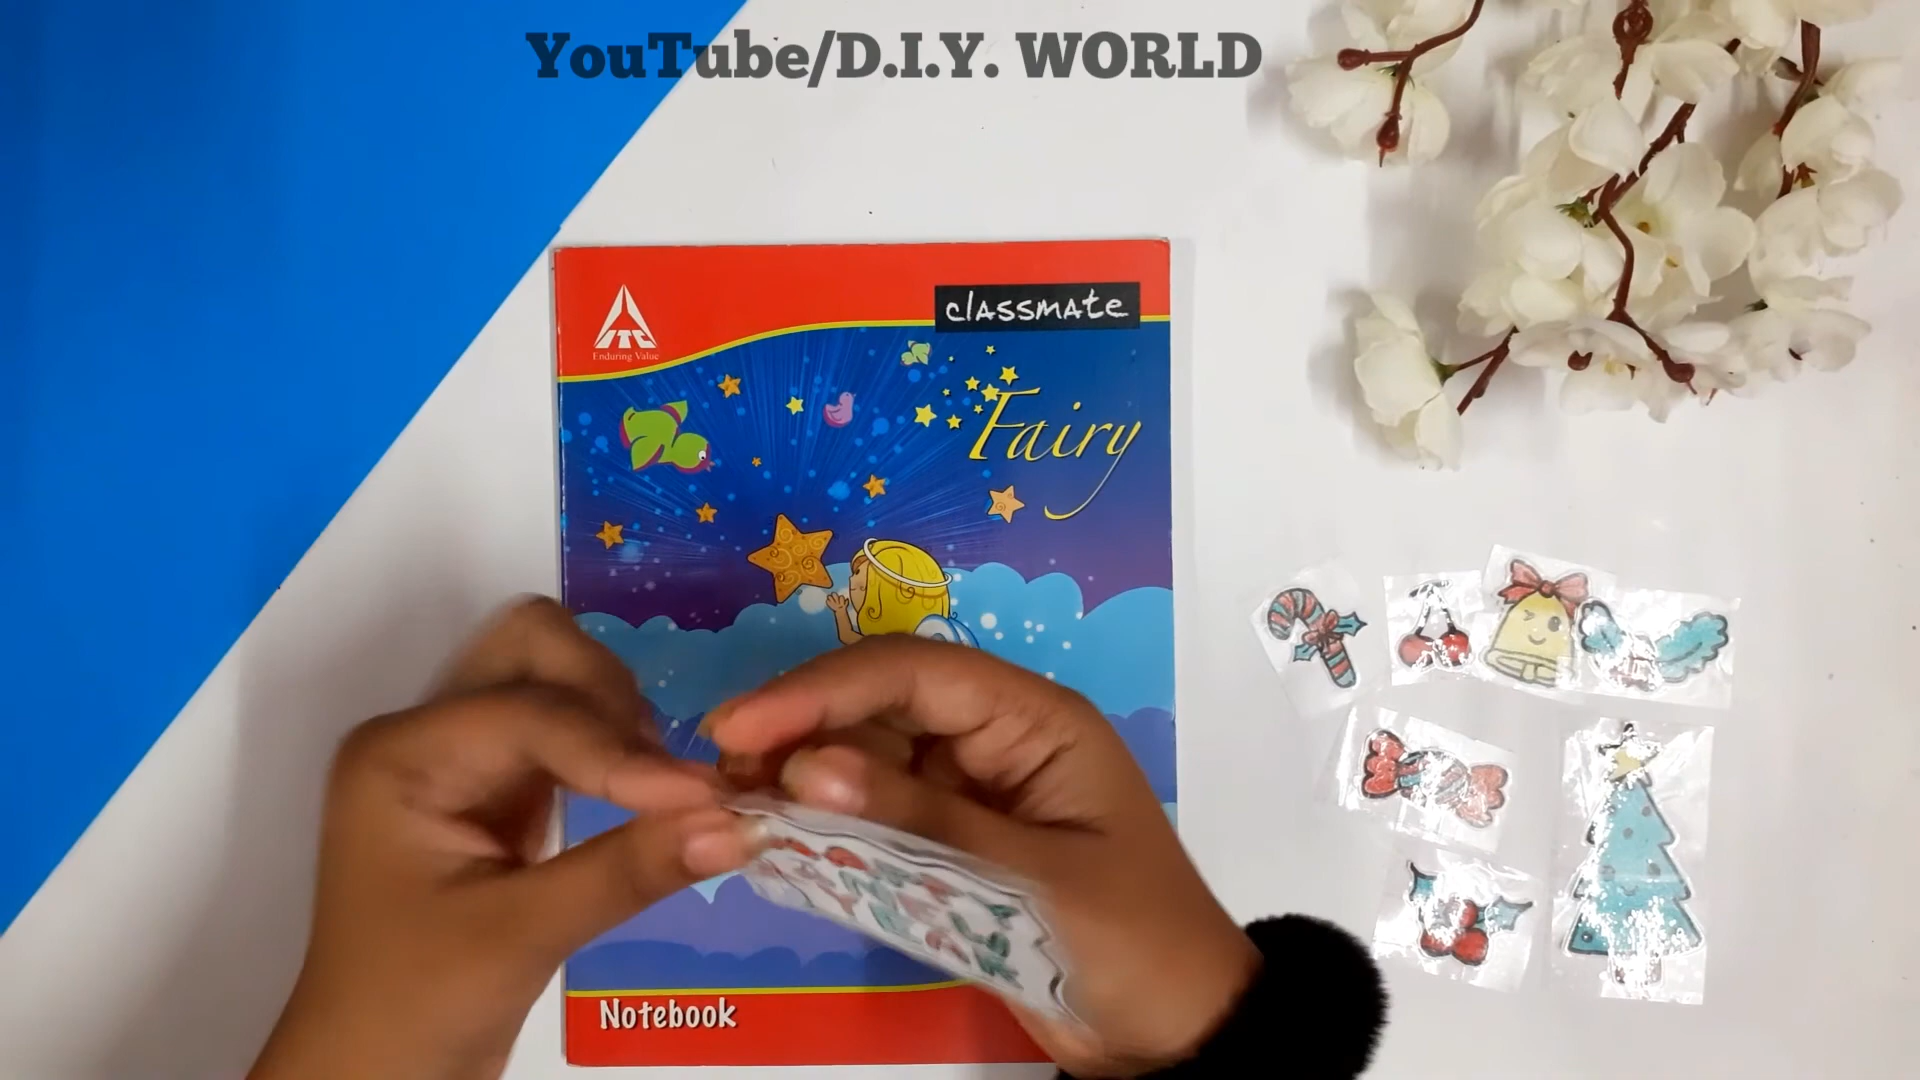 YouTube/D.I.Y. WORLD
classmate
ITC
Enduring Value
Fairy
Notebook